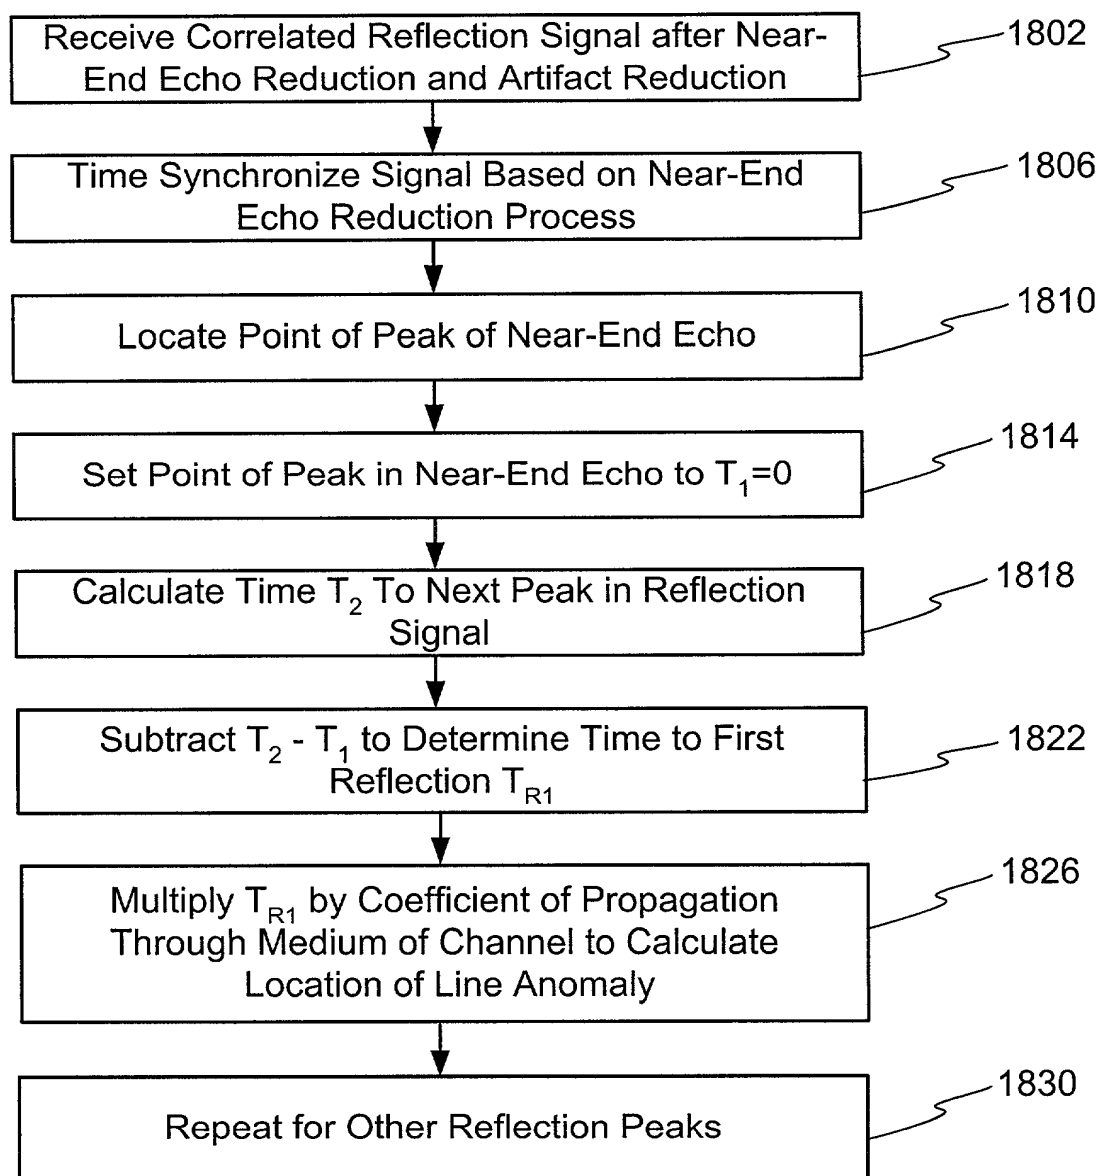 Receive Correlated Reflection Signal after Near-
End Echo Reduction and Artifact Reduction
1802
Time Synchronize Signal Based on Near-End
Echo Reduction Process
1806
Locate Point of Peak of Near-End Echo
1810
Set Point of Peak in Near-End Echo to T1=0
1814
Calculate Time T2 To Next Peak in Reflection
Signal
1818
Subtract T2 - T1 to Determine Time to First
Reflection TR1
1822
Multiply TR1 by Coefficient of Propagation
Through Medium of Channel to Calculate
Location of Line Anomaly
1826
Repeat for Other Reflection Peaks
1830